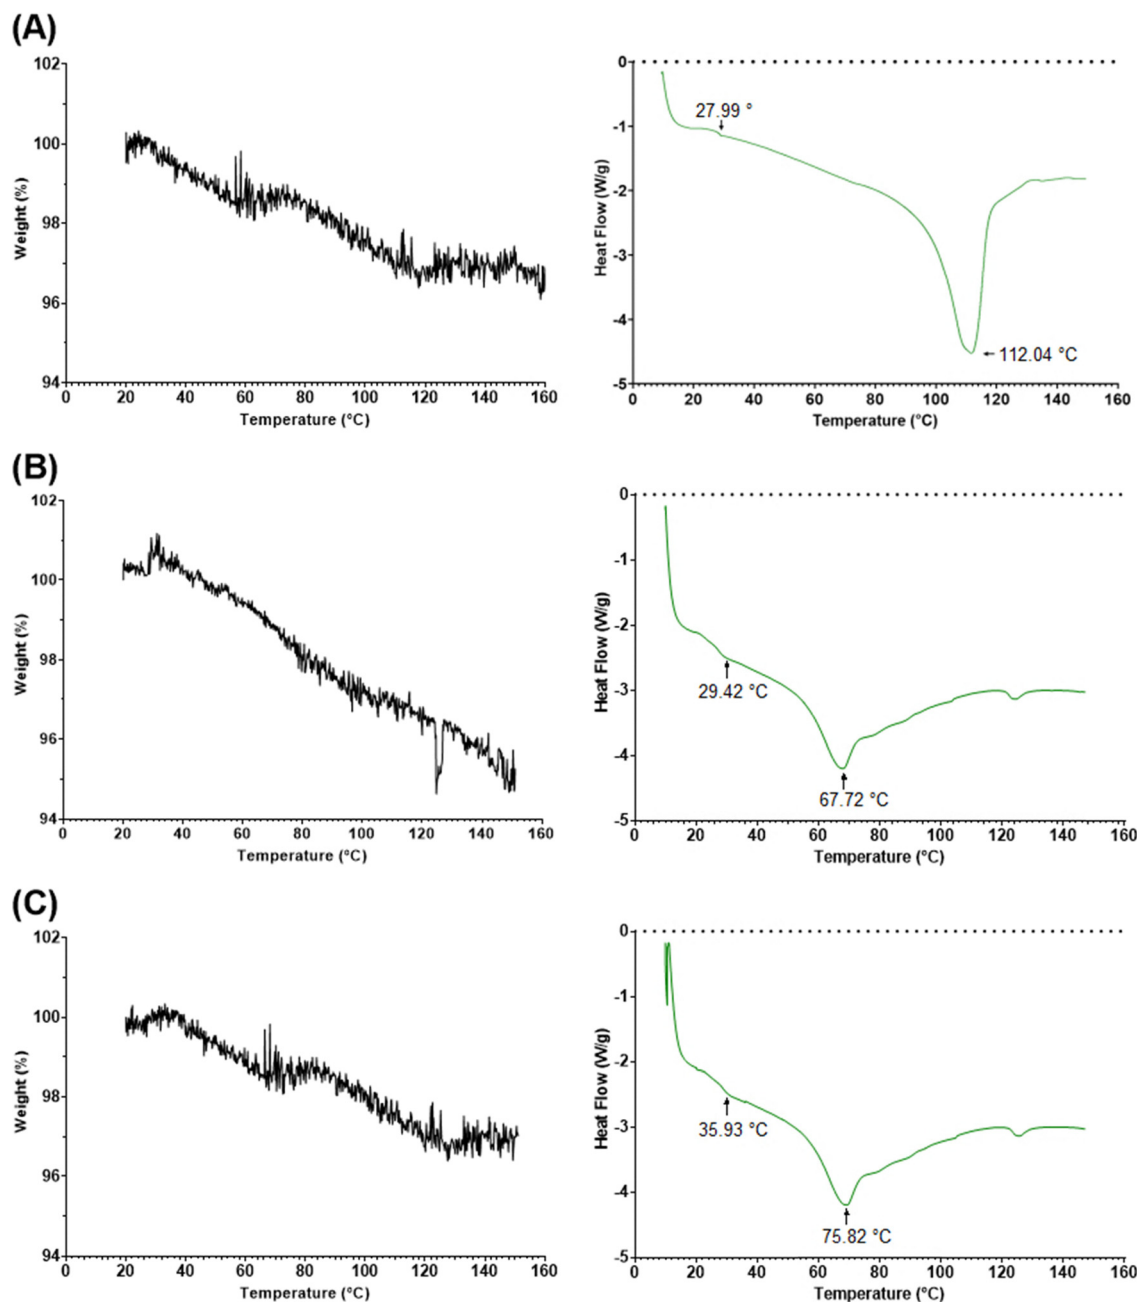 (A)
102
100
98
96
94
0 20 40 60 80 100 120 140 160
Weight (%)
Temperature (°C)
0
-1
-2
-3
-4
-5
0 20 40 60 80 100 120 140 160
Heat Flow (W/g)
Temperature (°C)
27.99 °
112.04 °C
(B)
102
100
98
96
94
0 20 40 60 80 100 120 140 160
Weight (%)
Temperature (°C)
0
-1
-2
-3
-4
-5
0 20 40 60 80 100 120 140 160
Heat Flow (W/g)
Temperature (°C)
29.42 °C
67.72 °C
(C)
102
100
98
96
94
0 20 40 60 80 100 120 140 160
Weight (%)
Temperature (°C)
0
-1
-2
-3
-4
-5
0 20 40 60 80 100 120 140 160
Heat Flow (W/g)
Temperature (°C)
35.93 °C
75.82 °C